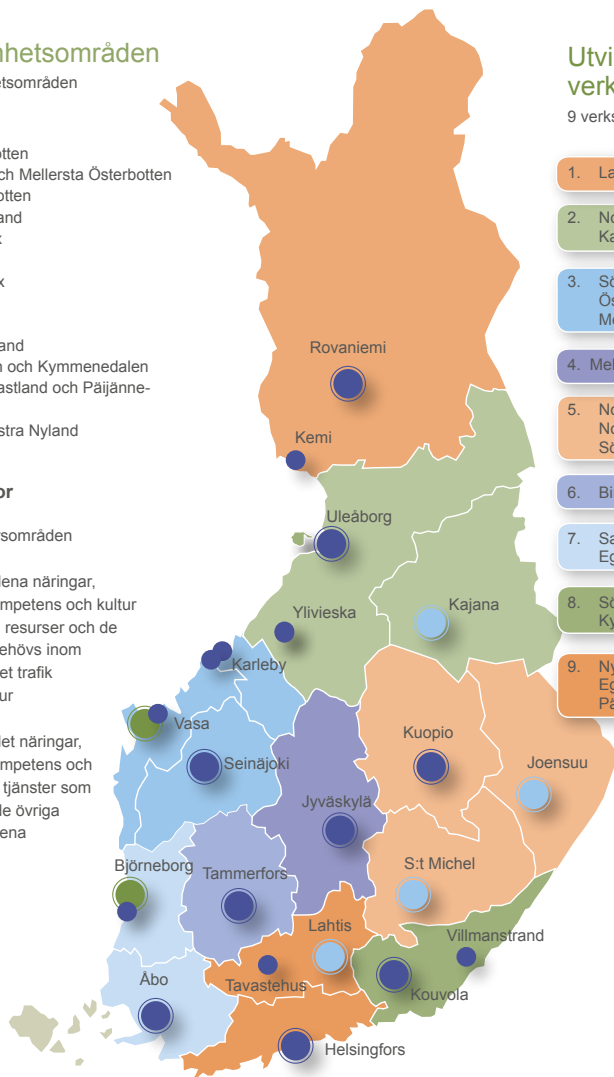 nhetsområden
etsområden
tten
ch Mellersta Österbotten
otten
and
x
x
and
n och Kymmenedalen
astland och Päijänne-
stra Nyland
or
rsområden
lena näringar,
mpetens och kultur
resurser och de
ehövs inom
et trafik
ur
let näringar,
mpetens och
tjänster som
le övriga
ena
Rovaniemi
Kemi
Uleåborg
Ylivieska
Kajana
Karleby
Vasa
Seinäjoki
Kuopio
Joensuu
Jyväskylä
Björneborg
Tammerfors
S:t Michel
Lahtis
Villmanstrand
Åbo
Tavastehus
Kouvola
Helsingfors
Utvi
verk
9 verks
1. La
2. No
Ka
3. Sö
Ös
Me
4. Mel
5. No
No
Sö
6. Bi
7. Sa
Eg
8. Sö
Ky
9. Ny
Eg
Pä